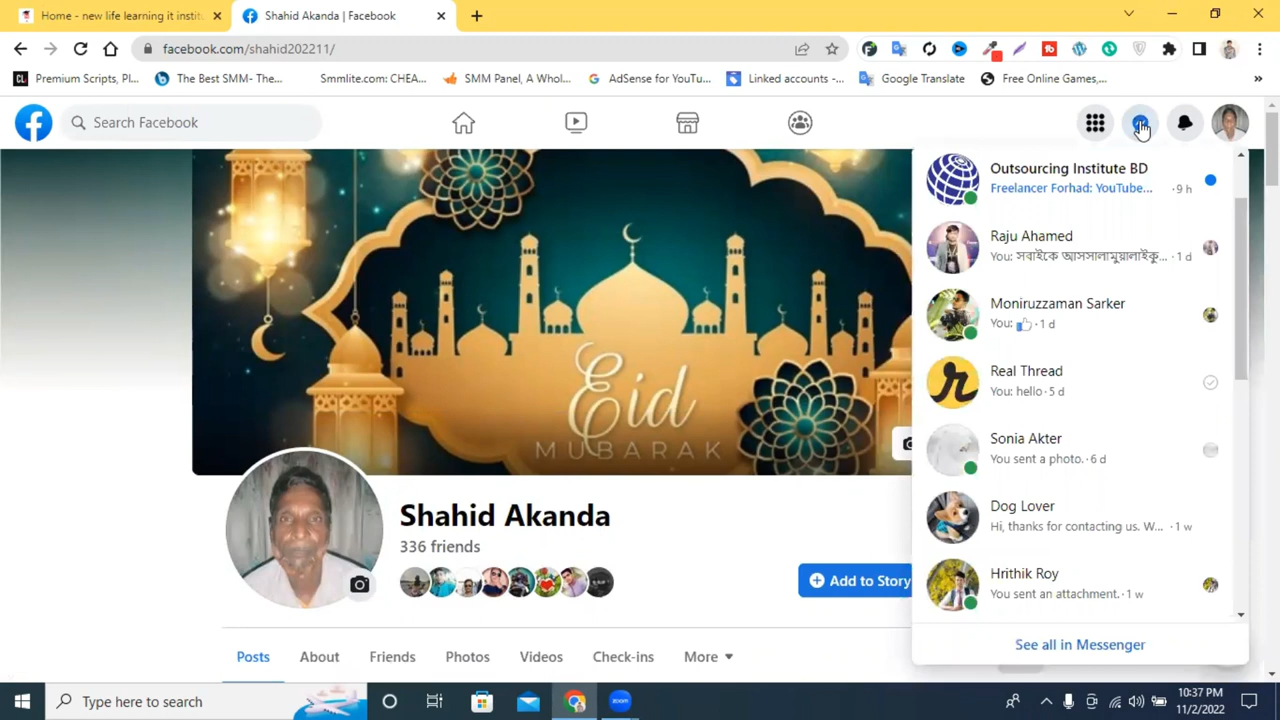 Home - new life learning it instit
Shahid Akanda | Facebook
facebook.com/shahid202211/
CL Premium Scripts, Pl...
The Best SMM- The...
Smmlite.com: CHEA...
SMM Panel, A Whol...
AdSense for YouTu...
Linked accounts -...
Google Translate
Free Online Games,...
Search Facebook
Eid
MUBARAK
Outsourcing Institute BD
Freelancer Forhad: YouTube... · 9 h
Raju Ahamed
You: সবাইকে আসসালামুয়ালাইকু... · 1 d
Moniruzzaman Sarker
You: 👍 · 1 d
Real Thread
You: hello · 5 d
Sonia Akter
You sent a photo. · 6 d
Dog Lover
Hi, thanks for contacting us. W... · 1 w
Hrithik Roy
You sent an attachment. · 1 w
See all in Messenger
Shahid Akanda
336 friends
Add to Story
Posts About Friends Photos Videos Check-ins More
Type here to search
zoom
10:37 PM
11/2/2022